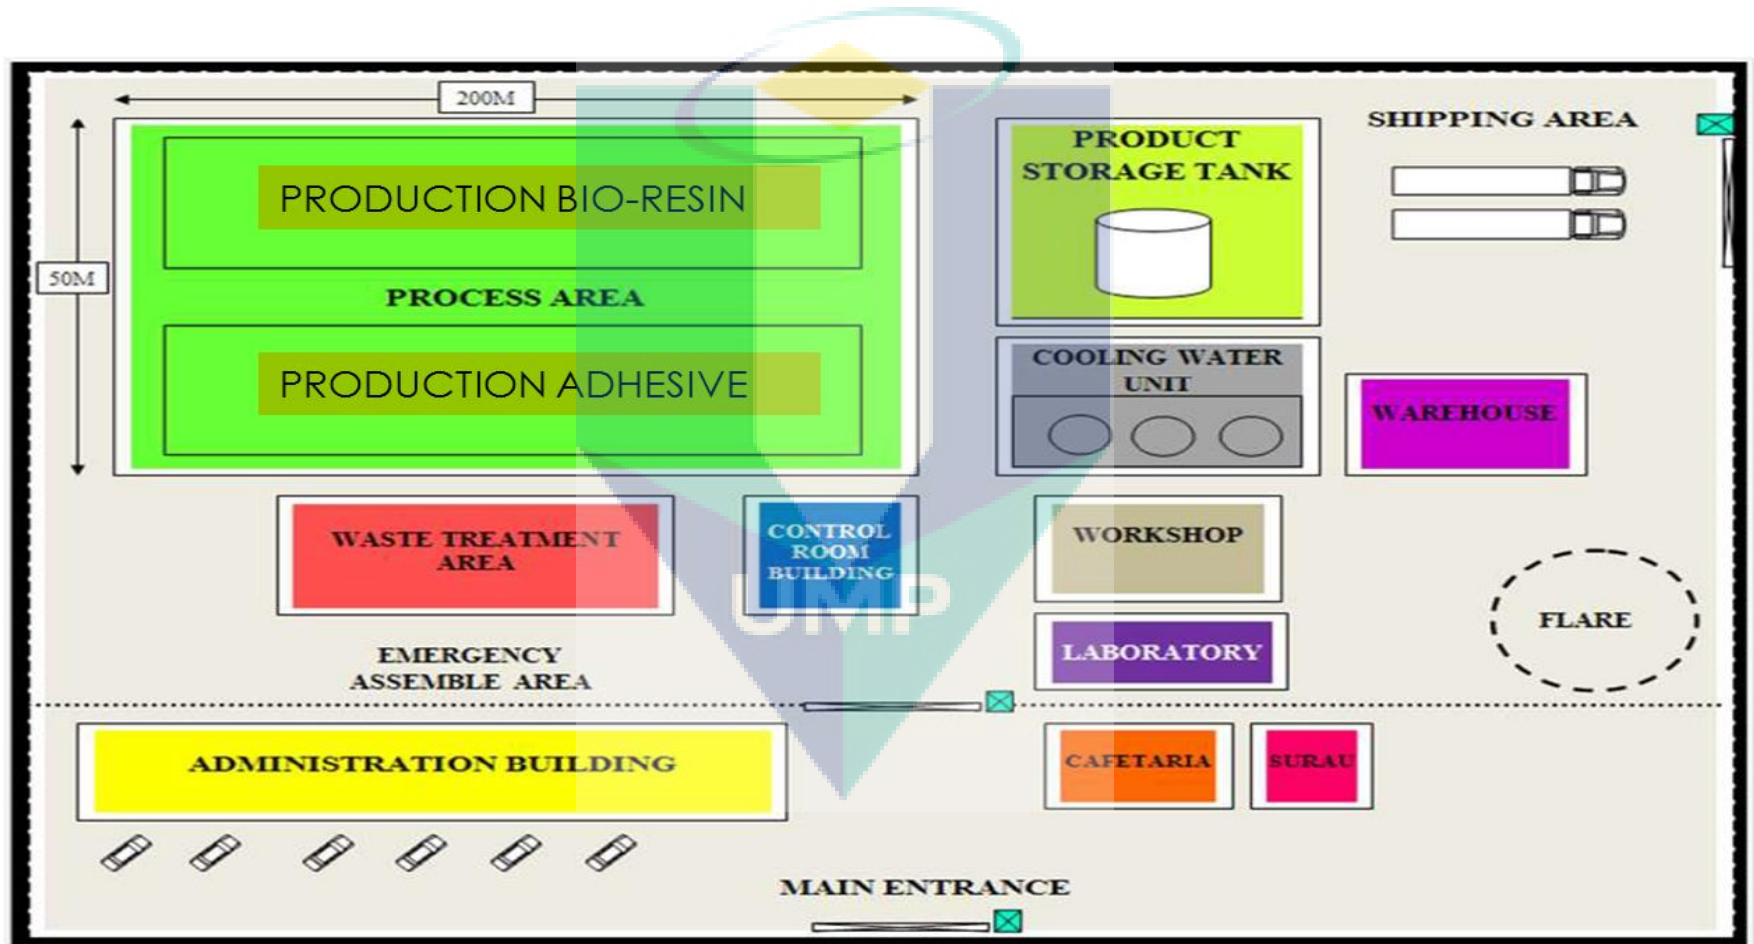 200M
SHIPPING AREA
PRODUCT
STORAGE TANK
PRODUCTION BIO-RESIN
50M
PROCESS AREA
PRODUCTION ADHESIVE
COOLING WATER
UNIT
WAREHOUSE
WASTE TREATMENT
AREA
CONTROL
ROOM
BUILDING
WORKSHOP
UMP
FLARE
LABORATORY
EMERGENCY
ASSEMBLE AREA
ADMINISTRATION BUILDING
CAFETARIA
SURAU
MAIN ENTRANCE